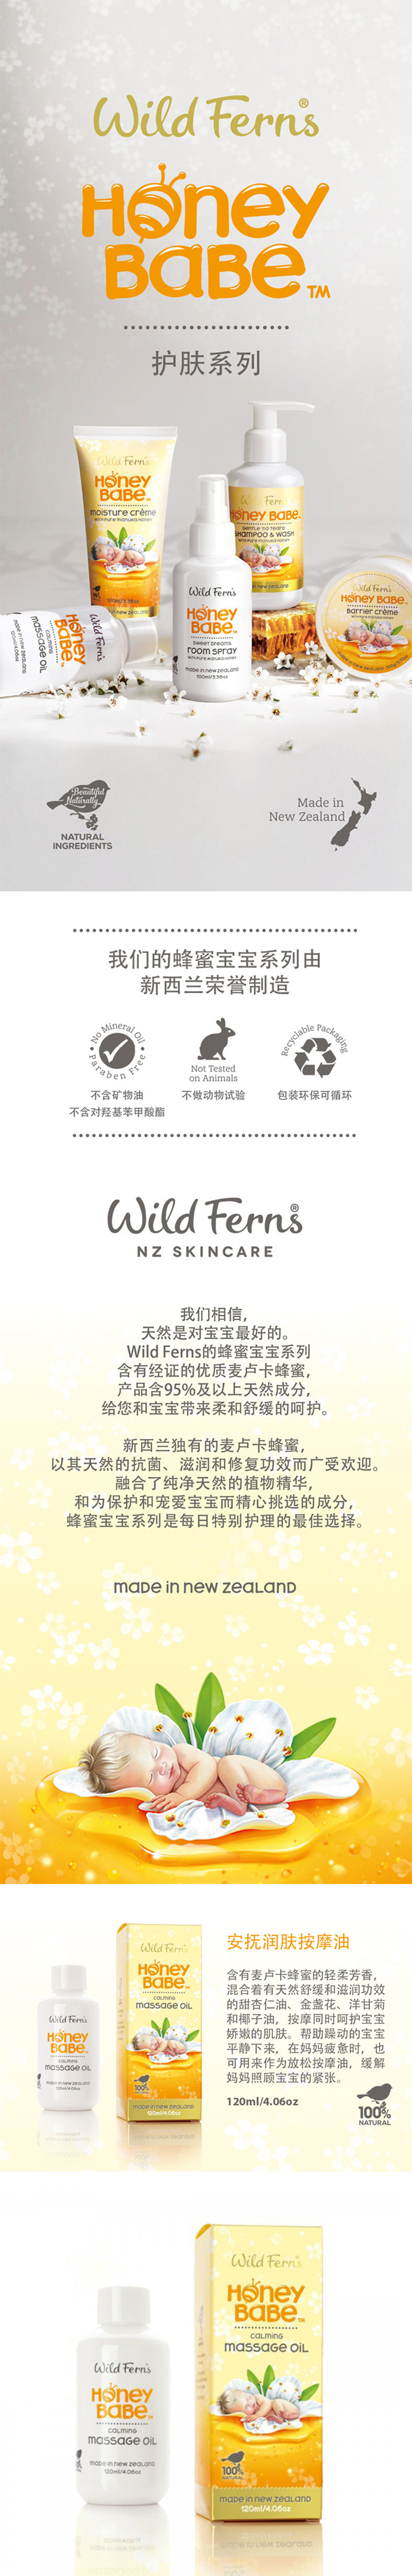 Wild Ferns®
Honey
Babe™
护肤系列
Wild Ferns
Honey
Babe
moisture crème
with pure manuka honey
Wild Ferns
Honey Babe
gentle 'no tears'
shampoo & wash
with pure manuka honey
Wild Ferns
Honey
Babe
sweet dreams
room spray
with pure manuka honey
made in new zealand
100ml/3.38oz
Wild Ferns
Honey Babe
barrier crème
with pure manuka honey
Wild Ferns
Honey
Babe
calming
massage oil
Beautiful
Naturally
NATURAL
INGREDIENTS
Made in
New Zealand
我们的蜂蜜宝宝系列由
新西兰荣誉制造
No Mineral Oil
Paraben Free
Not Tested
on Animals
Recyclable Packaging
不含矿物油
不含对羟基苯甲酸酯
不做动物试验
包装环保可循环
Wild Ferns®
NZ SKINCARE
我们相信，
天然是对宝宝最好的。
Wild Ferns的蜂蜜宝宝系列
含有经证的优质麦卢卡蜂蜜，
产品含95%及以上天然成分，
给您和宝宝带来柔和舒缓的呵护。
新西兰独有的麦卢卡蜂蜜，
以其天然的抗菌、滋润和修复功效而广受欢迎。
融合了纯净天然的植物精华，
和为保护和宠爱宝宝而精心挑选的成分，
蜂蜜宝宝系列是每日特别护理的最佳选择。
made in new zealand
Wild Ferns
Honey
Babe
calming
massage oil
made in new zealand
120ml/4.06oz
Wild Ferns
Honey
Babe
calming
massage oil
100%
NATURAL
made in new zealand
120ml/4.06oz
安抚润肤按摩油
含有麦卢卡蜂蜜的轻柔芳香，
混合着有天然舒缓和滋润功效
的甜杏仁油、金盏花、洋甘菊
和椰子油，按摩同时呵护宝宝
娇嫩的肌肤。帮助躁动的宝宝
平静下来，在妈妈疲惫时，也
可用来作为放松按摩油，缓解
妈妈照顾宝宝的紧张。
120ml/4.06oz
100%
NATURAL
Wild Ferns
Honey
Babe
calming
massage oil
made in new zealand
120ml/4.06oz
Wild Ferns
Honey
Babe™
calming
massage oil
100%
NATURAL
made in new zealand
120ml/4.06oz